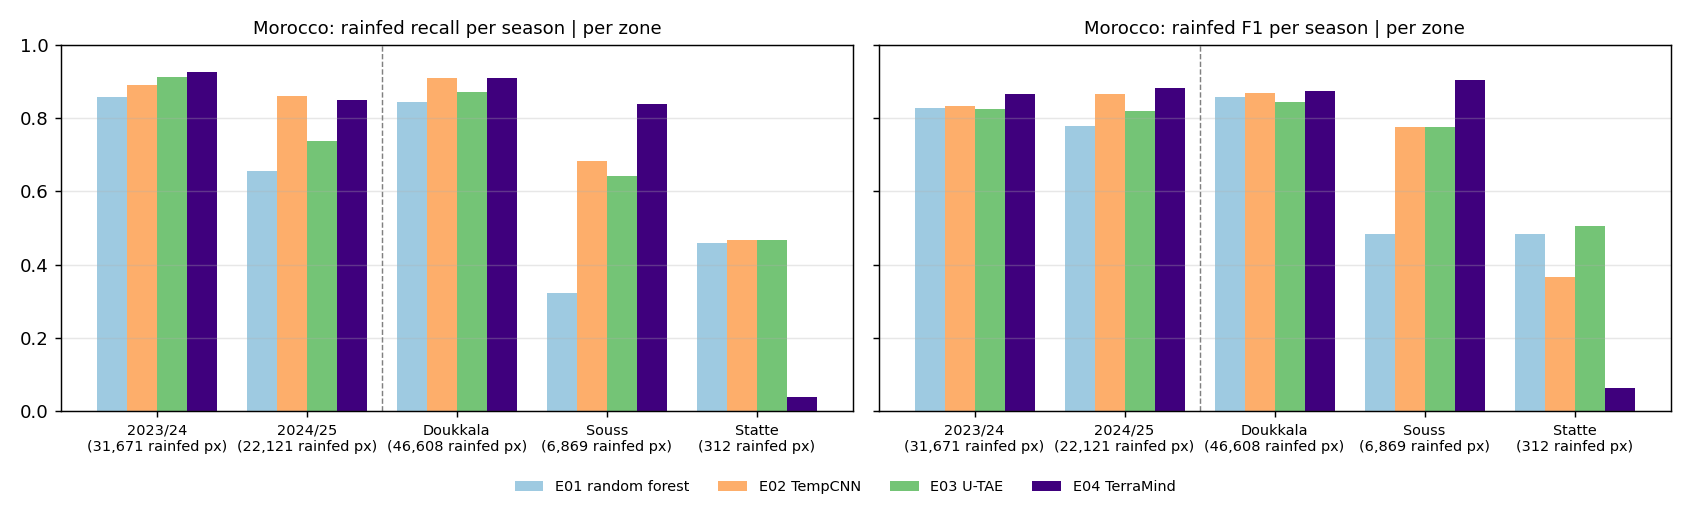 Morocco: rainfed recall per season | per zone
1.0
0.8
0.6
0.4
0.2
0.0
2023/24
(31,671 rainfed px)
2024/25
(22,121 rainfed px)
Doukkala
(46,608 rainfed px)
Souss
(6,869 rainfed px)
Statte
(312 rainfed px)
Morocco: rainfed F1 per season | per zone
2023/24
(31,671 rainfed px)
2024/25
(22,121 rainfed px)
Doukkala
(46,608 rainfed px)
Souss
(6,869 rainfed px)
Statte
(312 rainfed px)
E01 random forest
E02 TempCNN
E03 U-TAE
E04 TerraMind